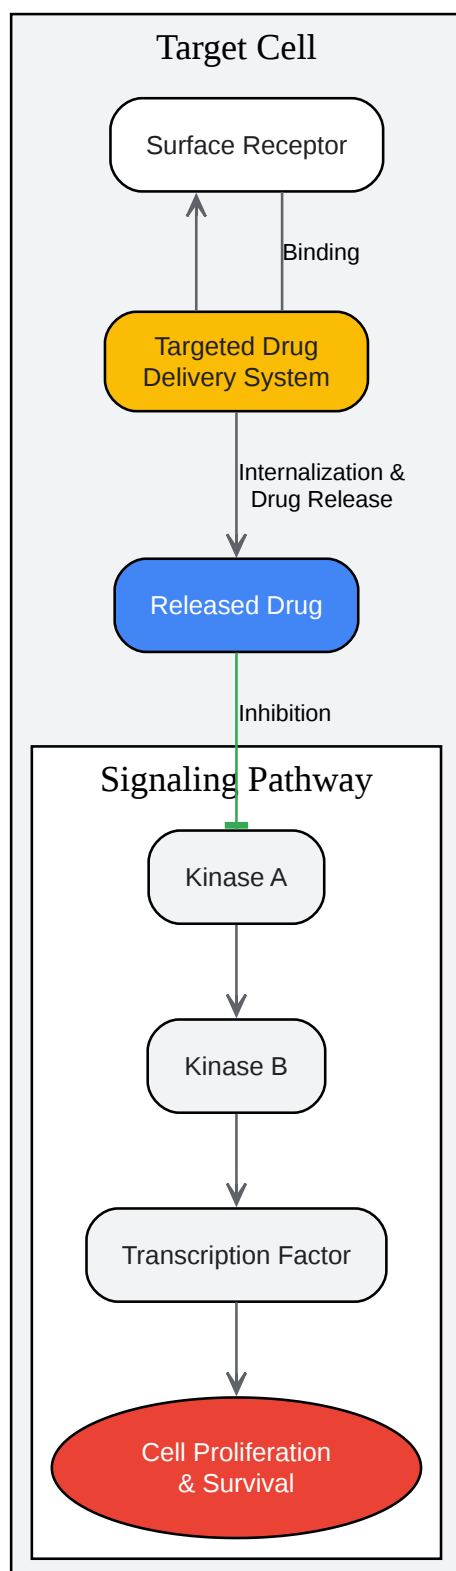 Target Cell
Surface Receptor
Binding
Targeted Drug
Delivery System
Internalization &
Drug Release
Released Drug
Inhibition
Signaling Pathway
Kinase A
Kinase B
Transcription Factor
Cell Proliferation
& Survival